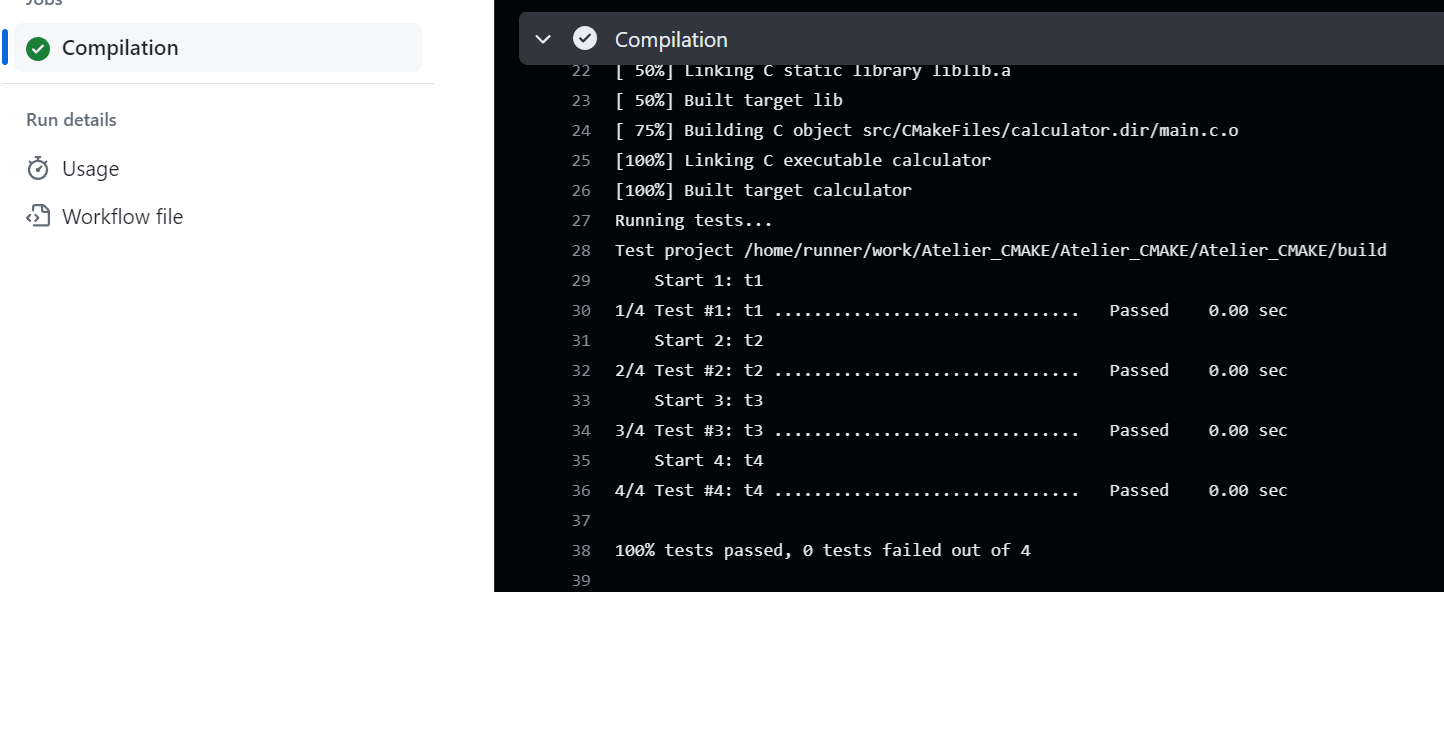 Jobs
Compilation
Run details
Usage
Workflow file
Compilation
22 [ 50%] Linking C static library liblib.a
23 [ 50%] Built target lib
24 [ 75%] Building C object src/CMakeFiles/calculator.dir/main.c.o
25 [100%] Linking C executable calculator
26 [100%] Built target calculator
27 Running tests...
28 Test project /home/runner/work/Atelier_CMAKE/Atelier_CMAKE/Atelier_CMAKE/build
29     Start 1: t1
30 1/4 Test #1: t1 ...............................   Passed    0.00 sec
31     Start 2: t2
32 2/4 Test #2: t2 ...............................   Passed    0.00 sec
33     Start 3: t3
34 3/4 Test #3: t3 ...............................   Passed    0.00 sec
35     Start 4: t4
36 4/4 Test #4: t4 ...............................   Passed    0.00 sec
37
38 100% tests passed, 0 tests failed out of 4
39